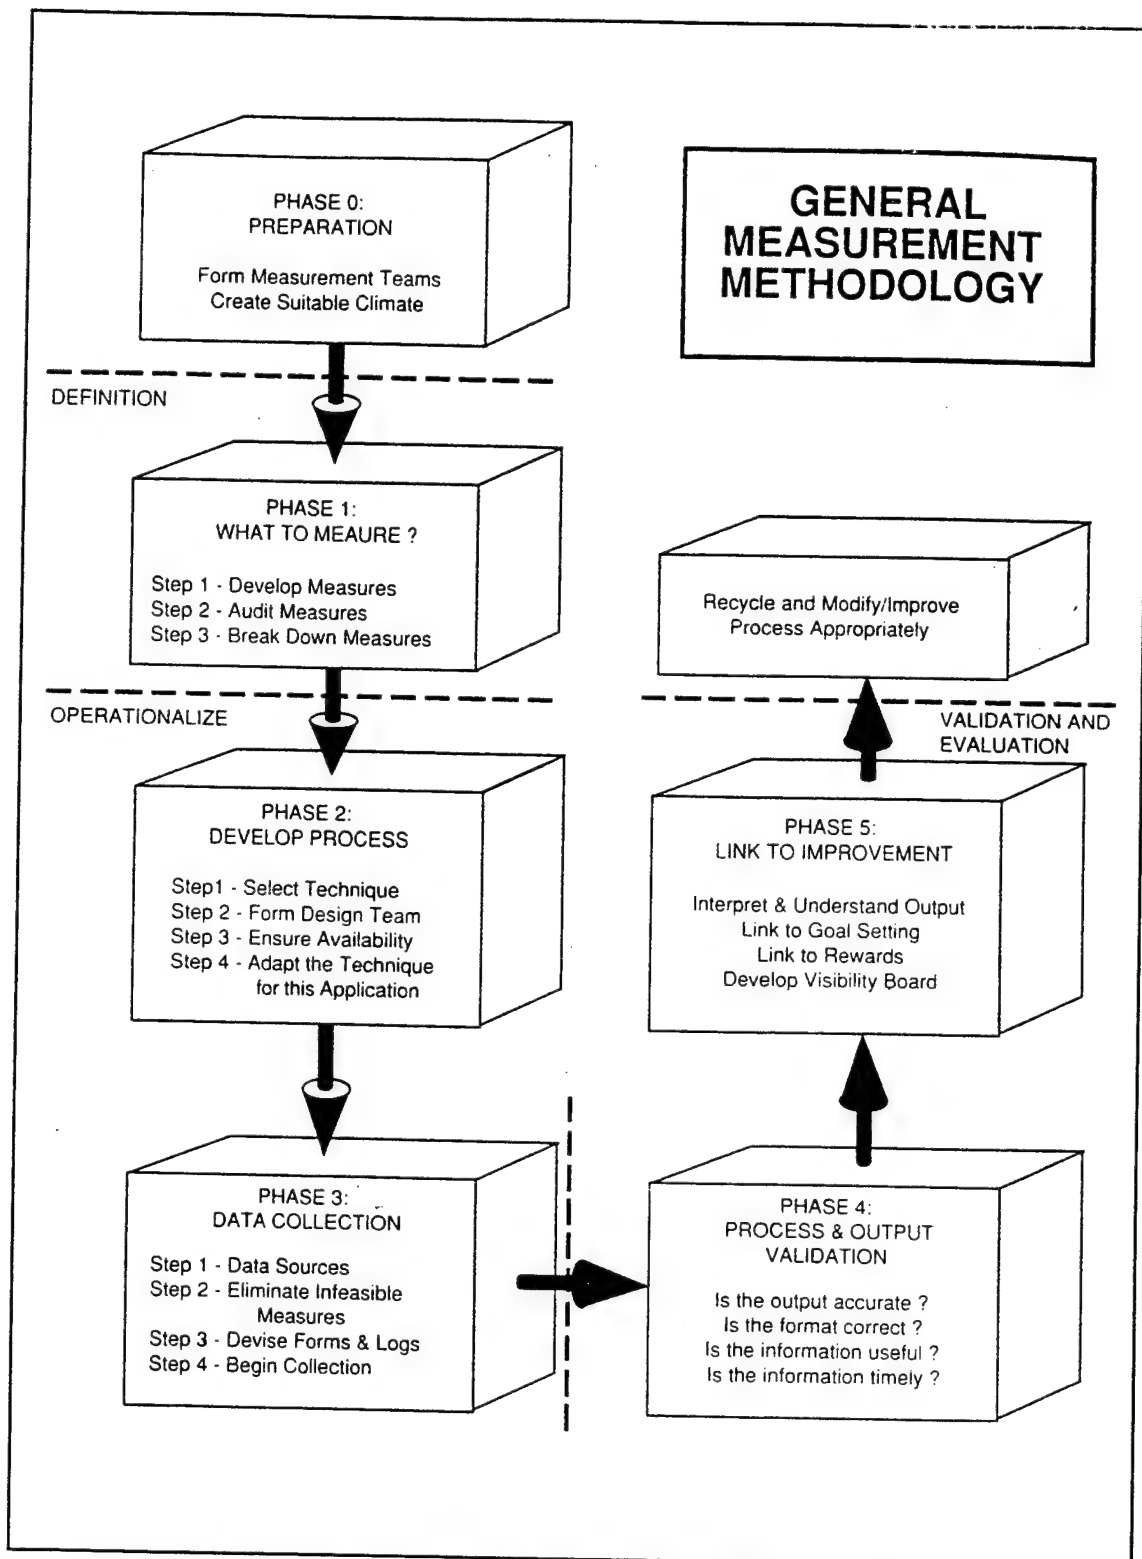 GENERAL
MEASUREMENT
METHODOLOGY
PHASE 0:
PREPARATION
Form Measurement Teams
Create Suitable Climate
DEFINITION
PHASE 1:
WHAT TO MEAURE ?
Step 1 - Develop Measures
Step 2 - Audit Measures
Step 3 - Break Down Measures
OPERATIONALIZE
PHASE 2:
DEVELOP PROCESS
Step1 - Select Technique
Step 2 - Form Design Team
Step 3 - Ensure Availability
Step 4 - Adapt the Technique
for this Application
PHASE 3:
DATA COLLECTION
Step 1 - Data Sources
Step 2 - Eliminate Infeasible
Measures
Step 3 - Devise Forms & Logs
Step 4 - Begin Collection
PHASE 4:
PROCESS & OUTPUT
VALIDATION
Is the output accurate ?
Is the format correct ?
Is the information useful ?
Is the information timely ?
PHASE 5:
LINK TO IMPROVEMENT
Interpret & Understand Output
Link to Goal Setting
Link to Rewards
Develop Visibility Board
VALIDATION AND
EVALUATION
Recycle and Modify/Improve
Process Appropriately